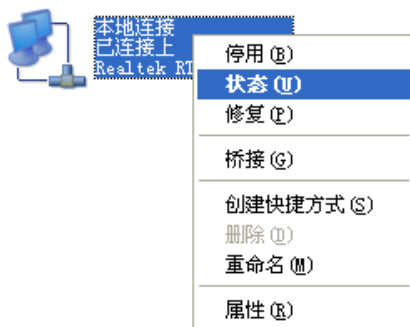 本地连接
已连接上
Realtek
停用(B)
状态(U)
修复(P)
桥接(G)
创建快捷方式(S)
删除(D)
重命名(M)
属性(R)